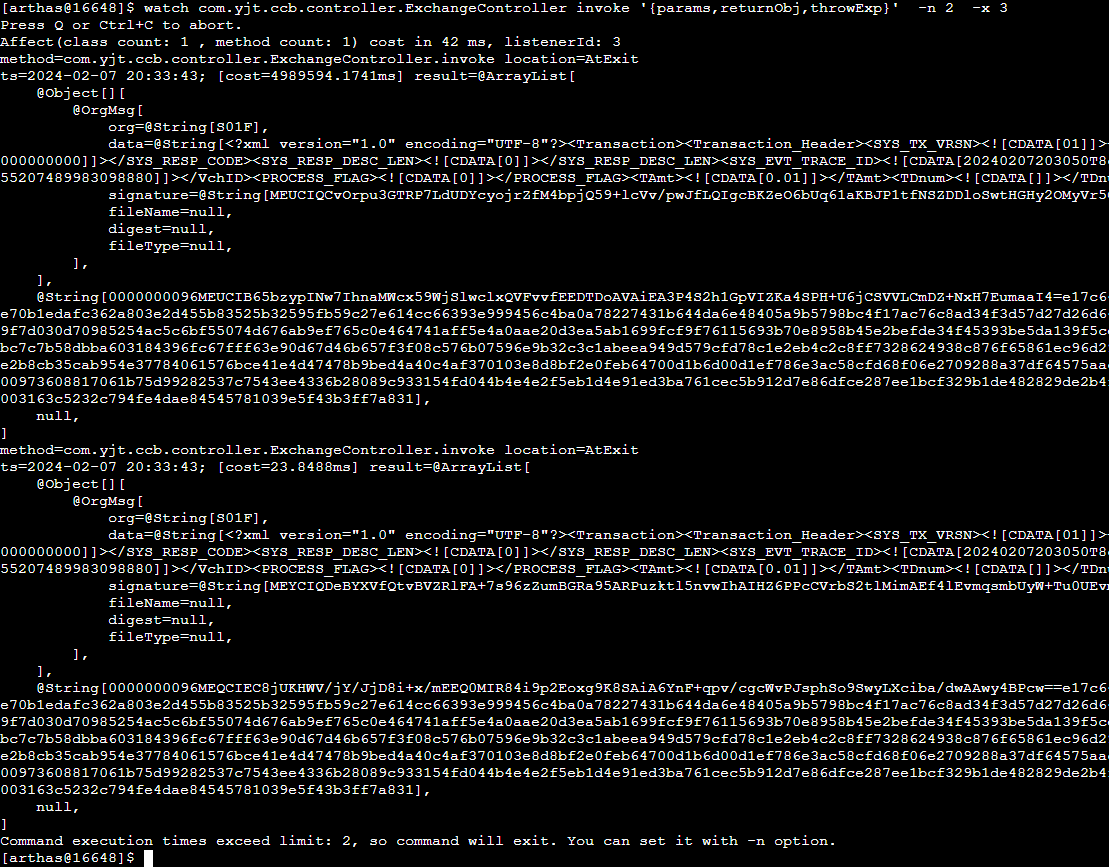 [arthas@16648]$ watch com.yjt.ccb.controller.ExchangeController invoke '{params,returnObj,throwExp}'  -n 2  -x 3
Press Q or Ctrl+C to abort.
Affect(class count: 1 , method count: 1) cost in 42 ms, listenerId: 3
method=com.yjt.ccb.controller.ExchangeController.invoke location=AtExit
ts=2024-02-07 20:33:43; [cost=4989594.1741ms] result=@ArrayList[
    @Object[][
        @OrgMsg[
            org=@String[S01F],
            data=@String[<?xml version="1.0" encoding="UTF-8"?><Transaction><Transaction_Header><SYS_TX_VRSN><![CDATA[01]]>
000000000]]></SYS_RESP_CODE><SYS_RESP_DESC_LEN><![CDATA[0]]></SYS_RESP_DESC_LEN><SYS_EVT_TRACE_ID><![CDATA[20240207203050T8
55207489983098880]]></VchID><PROCESS_FLAG><![CDATA[0]]></PROCESS_FLAG><TAmt><![CDATA[0.01]]></TAmt><TDnum><![CDATA[]]></TDnu
            signature=@String[MEUCIQCvOrpu3GTRP7LdUDYcyojrZfM4bpjQ59+lcVv/pwJfLQIgcBKZeO6bUq61aKBJP1tfNSZDDloSwtHGHy2OMyVr5
            fileName=null,
            digest=null,
            fileType=null,
        ],
    ],
    @String[0000000096MEUCIB65bzypINw7IhnaMWcx59WjSlwclxQVFvvfEEDTDoAVAiEA3P4S2h1GpVIZKa4SPH+U6jCSVVLCmDZ+NxH7EumaaI4=e17c6
e70b1edafc362a803e2d455b83525b32595fb59c27e614cc66393e999456c4ba0a78227431b644da6e48405a9b5798bc4f17ac76c8ad34f3d57d27d26d6
9f7d030d70985254ac5c6bf55074d676ab9ef765c0e464741aff5e4a0aae20d3ea5ab1699fcf9f76115693b70e8958b45e2befde34f45393be5da139f5c
bc7c7b58dbba603184396fc67fff63e90d67d46b657f3f08c576b07596e9b32c3c1abeea949d579cfd78c1e2eb4c2c8ff7328624938c876f65861ec96d2
e2b8cb35cab954e37784061576bce41e4d47478b9bed4a40c4af370103e8d8bf2e0feb64700d1b6d00d1ef786e3ac58cfd68f06e2709288a37df64575aa
00973608817061b75d99282537c7543ee4336b28089c933154fd044b4e4e2f5eb1d4e91ed3ba761cec5b912d7e86dfce287ee1bcf329b1de482829de2b4
003163c5232c794fe4dae84545781039e5f43b3ff7a831],
    null,
]
method=com.yjt.ccb.controller.ExchangeController.invoke location=AtExit
ts=2024-02-07 20:33:43; [cost=23.8488ms] result=@ArrayList[
    @Object[][
        @OrgMsg[
            org=@String[S01F],
            data=@String[<?xml version="1.0" encoding="UTF-8"?><Transaction><Transaction_Header><SYS_TX_VRSN><![CDATA[01]]>
000000000]]></SYS_RESP_CODE><SYS_RESP_DESC_LEN><![CDATA[0]]></SYS_RESP_DESC_LEN><SYS_EVT_TRACE_ID><![CDATA[20240207203050T8
55207489983098880]]></VchID><PROCESS_FLAG><![CDATA[0]]></PROCESS_FLAG><TAmt><![CDATA[0.01]]></TAmt><TDnum><![CDATA[]]></TDnu
            signature=@String[MEYCIQDeBYXVfQtvBVZRlFA+7s96zZumBGRa95ARPuzktl5nvwIhAIHZ6PPcCVrbS2tlMimAEf4lEvmqsmbUyW+Tu0UEv
            fileName=null,
            digest=null,
            fileType=null,
        ],
    ],
    @String[0000000096MEQCIEC8jUKHWV/jY/JjD8i+x/mEEQ0MIR84i9p2Eoxg9K8SAiA6YnF+qpv/cgcWvPJsphSo9SwyLXciba/dwAAwy4BPcw==e17c6
e70b1edafc362a803e2d455b83525b32595fb59c27e614cc66393e999456c4ba0a78227431b644da6e48405a9b5798bc4f17ac76c8ad34f3d57d27d26d6
9f7d030d70985254ac5c6bf55074d676ab9ef765c0e464741aff5e4a0aae20d3ea5ab1699fcf9f76115693b70e8958b45e2befde34f45393be5da139f5c
bc7c7b58dbba603184396fc67fff63e90d67d46b657f3f08c576b07596e9b32c3c1abeea949d579cfd78c1e2eb4c2c8ff7328624938c876f65861ec96d2
e2b8cb35cab954e37784061576bce41e4d47478b9bed4a40c4af370103e8d8bf2e0feb64700d1b6d00d1ef786e3ac58cfd68f06e2709288a37df64575aa
00973608817061b75d99282537c7543ee4336b28089c933154fd044b4e4e2f5eb1d4e91ed3ba761cec5b912d7e86dfce287ee1bcf329b1de482829de2b4
003163c5232c794fe4dae84545781039e5f43b3ff7a831],
    null,
]
Command execution times exceed limit: 2, so command will exit. You can set it with -n option.
[arthas@16648]$